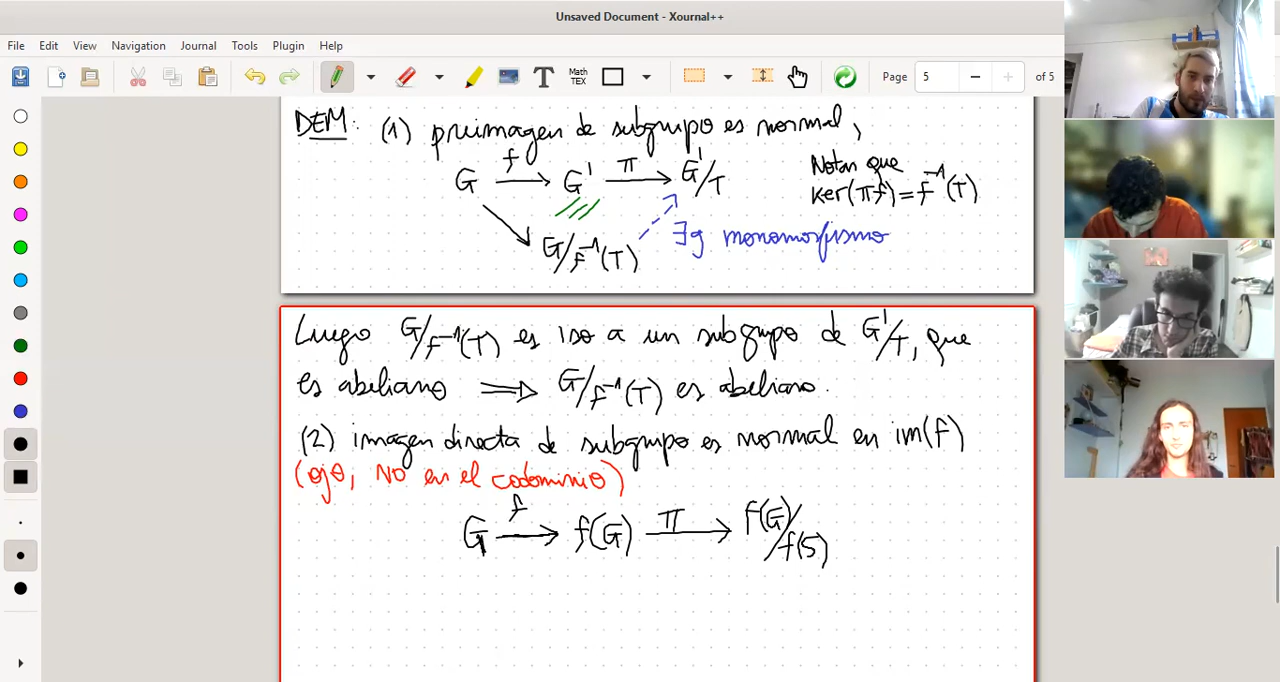 Unsaved Document - Xournal++
File Edit View Navigation Journal Tools Plugin Help
Math TEX T Page 5 of 5
DEM: (1) preimagen de subgrupo es normal,
G —f→ G' —π→ G'/T
Notar que
ker(πf) = f⁻¹(T)
G/f⁻¹(T) ∃g monomorfismo
Luego G/f⁻¹(T) es iso a un subgrupo de G'/T, que
es abeliano ⟹ G/f⁻¹(T) es abeliano.
(2) imagen directa de subgrupo es normal en im(f)
(ojo, NO en el codominio)
G —f→ f(G) —π→ f(G)/f(S)